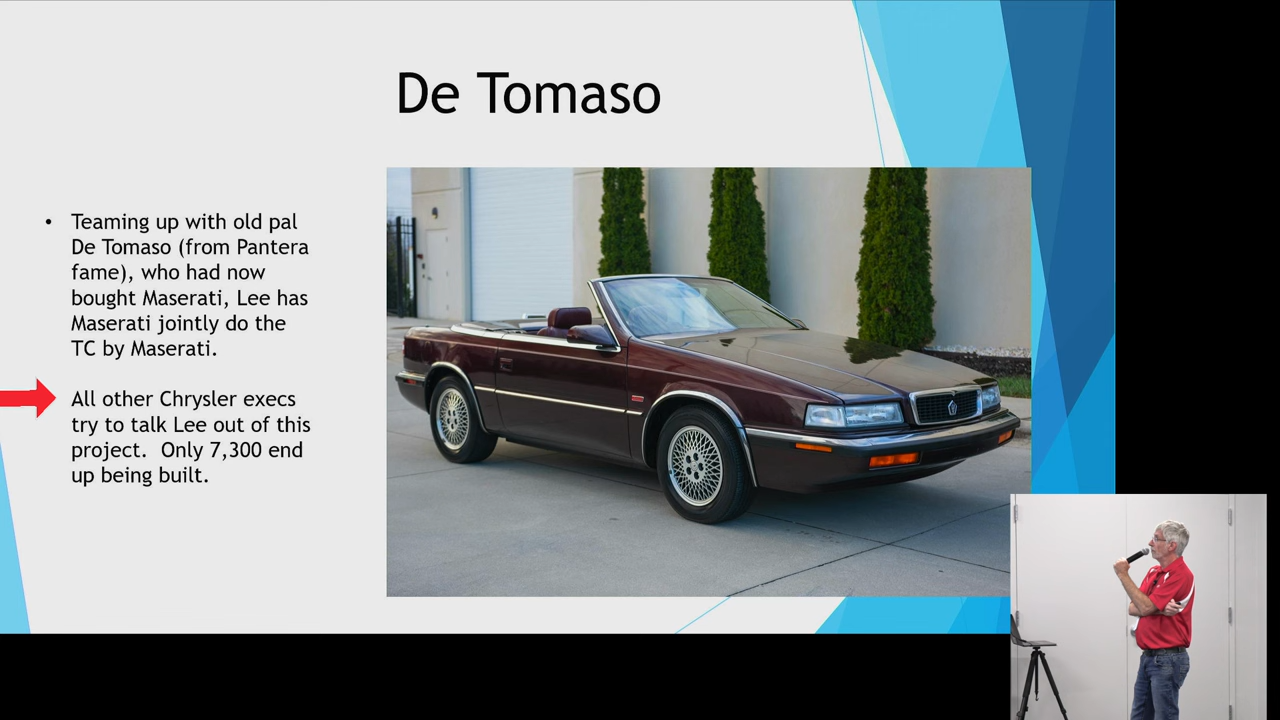 De Tomaso
• Teaming up with old pal
De Tomaso (from Pantera
fame), who had now
bought Maserati, Lee has
Maserati jointly do the
TC by Maserati.
All other Chrysler execs
try to talk Lee out of this
project.  Only 7,300 end
up being built.